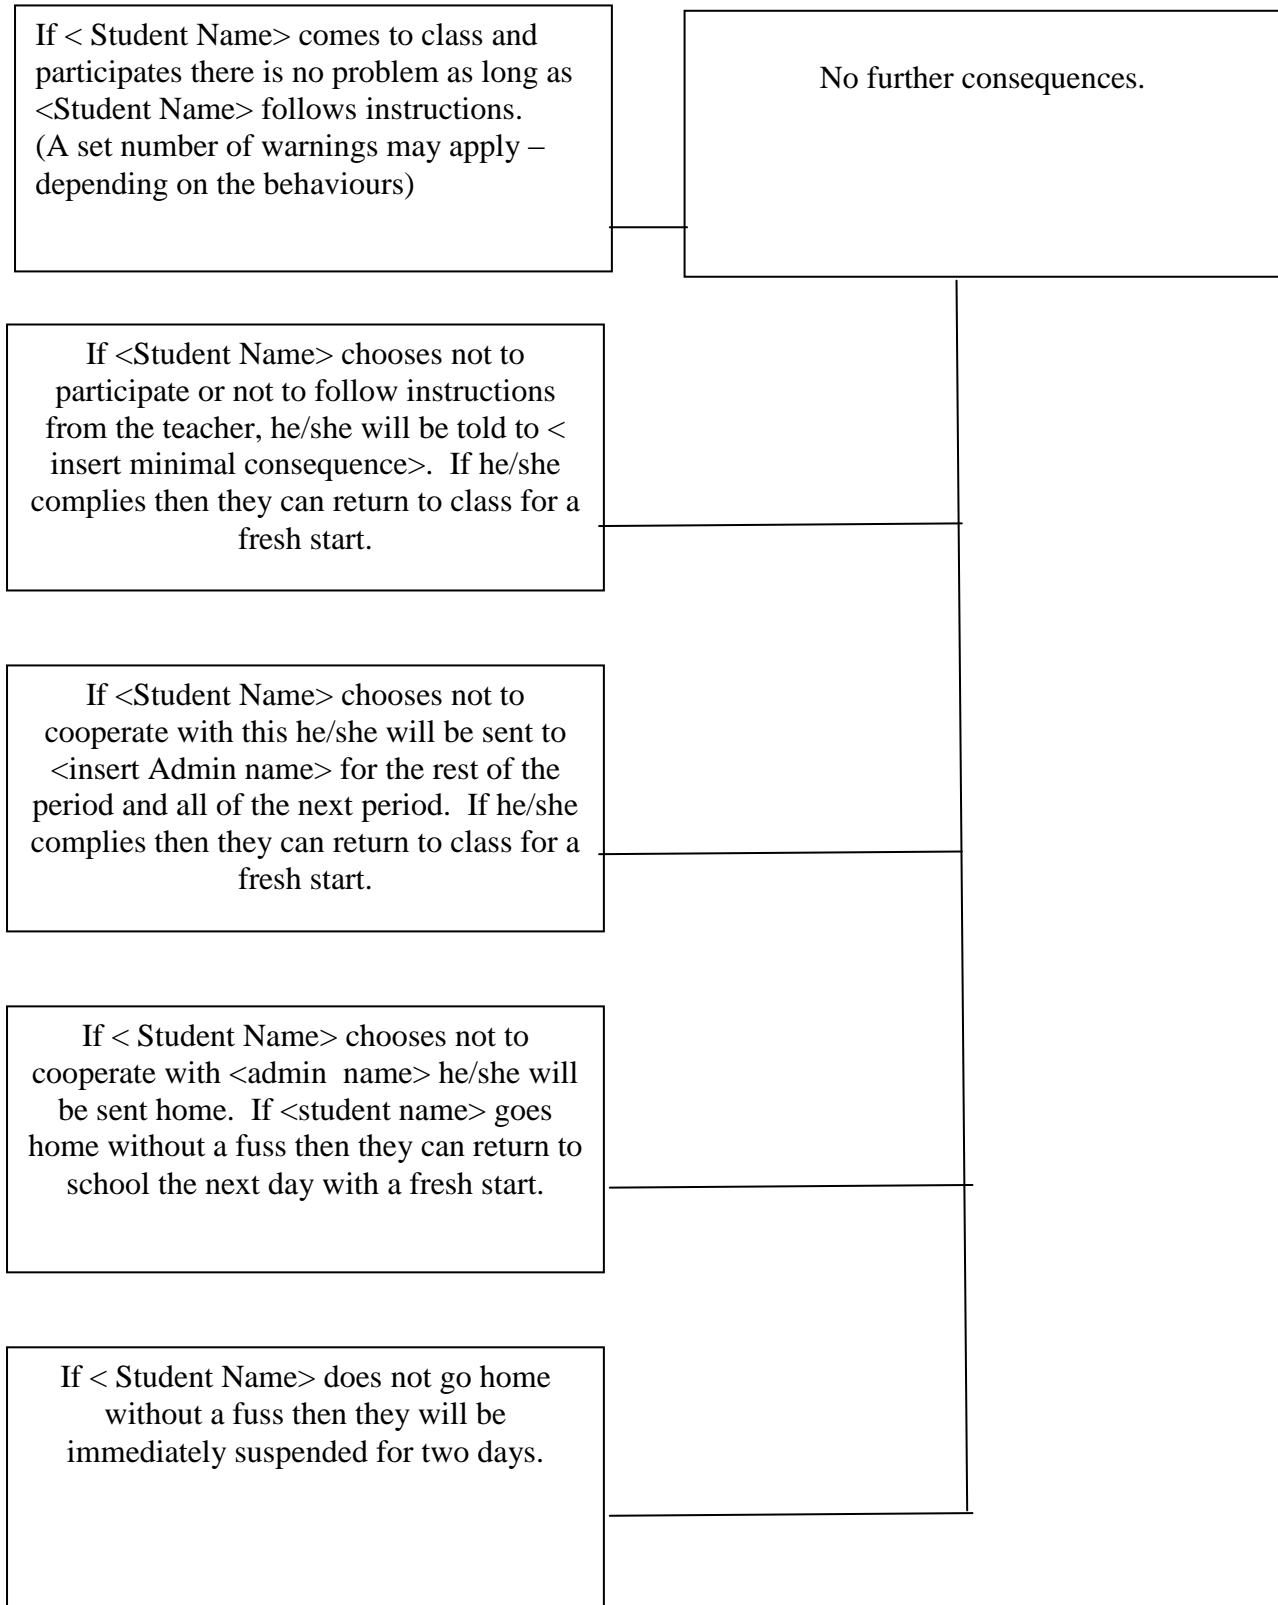 If < Student Name> comes to class and
participates there is no problem as long as
<Student Name> follows instructions.
(A set number of warnings may apply –
depending on the behaviours)
No further consequences.
If <Student Name> chooses not to
participate or not to follow instructions
from the teacher, he/she will be told to <
insert minimal consequence>.  If he/she
complies then they can return to class for a
fresh start.
If <Student Name> chooses not to
cooperate with this he/she will be sent to
<insert Admin name> for the rest of the
period and all of the next period.  If he/she
complies then they can return to class for a
fresh start.
If < Student Name> chooses not to
cooperate with <admin  name> he/she will
be sent home.  If <student name> goes
home without a fuss then they can return to
school the next day with a fresh start.
If < Student Name> does not go home
without a fuss then they will be
immediately suspended for two days.